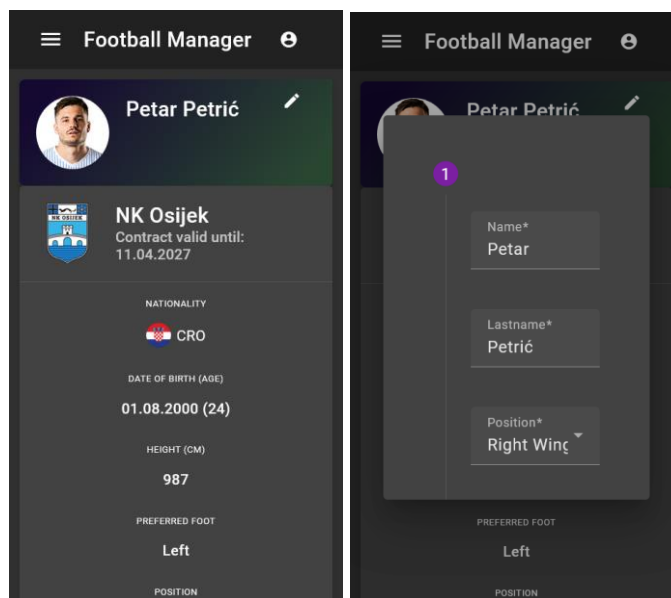 Football Manager
Petar Petrić
NK OSIJEK
NK Osijek
Contract valid until:
11.04.2027
NATIONALITY
CRO
DATE OF BIRTH (AGE)
01.08.2000 (24)
HEIGHT (CM)
987
PREFERRED FOOT
Left
POSITION
Football Manager
Petar Petrić
1
Name*
Petar
Lastname*
Petrić
Position*
Right Wing
PREFERRED FOOT
Left
POSITION